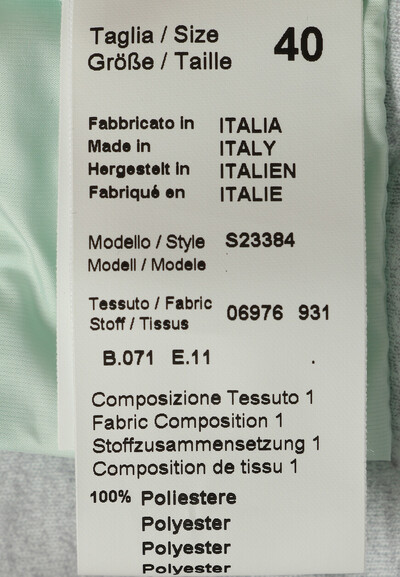 Taglia / Size 40
Größe / Taille
Fabbricato in ITALIA
Made in ITALY
Hergestelt in ITALIEN
Fabriqué en ITALIE
Modello / Style S23384
Modell / Modele
Tessuto / Fabric 06976 931
Stoff / Tissus
B.071 E.11 .
Composizione Tessuto 1
Fabric Composition 1
Stoffzusammensetzung 1
Composition de tissu 1
100% Poliestere
Polyester
Polyester
Polyester